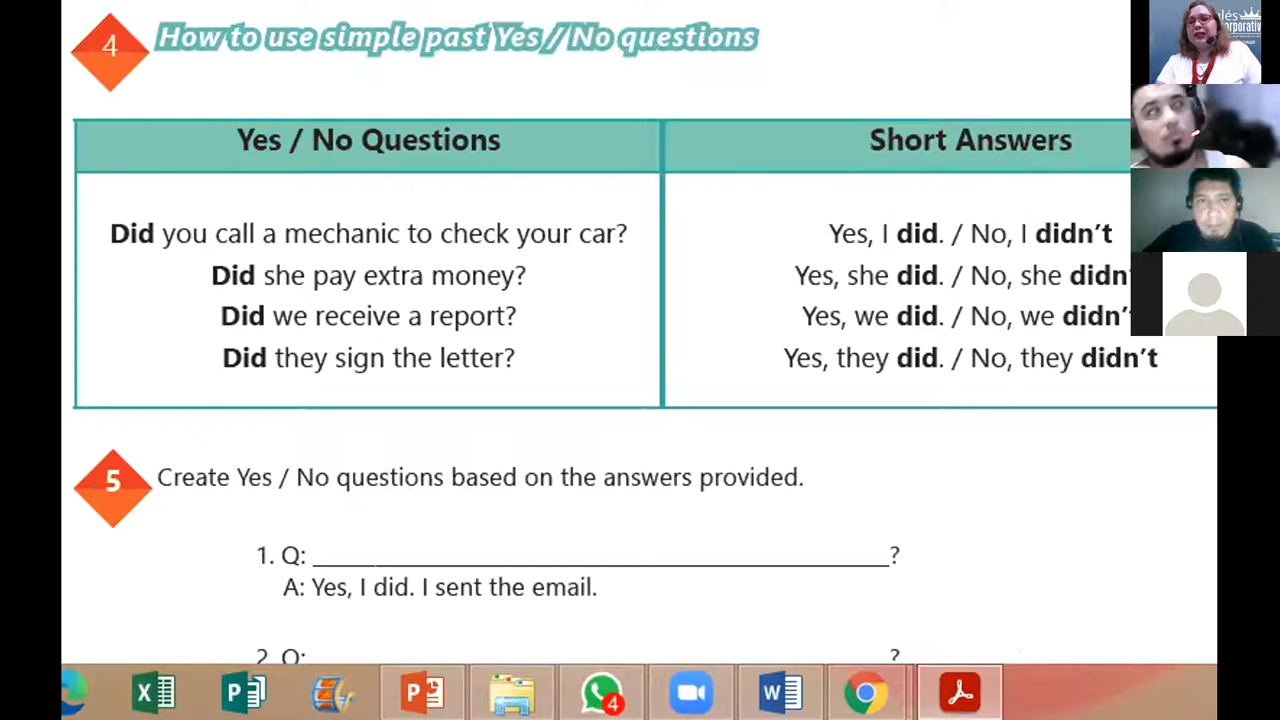 4 How to use simple past Yes / No questions
Yes / No Questions
Short Answers
Did you call a mechanic to check your car?
Yes, I did. / No, I didn't
Did she pay extra money?
Yes, she did. / No, she didn'
Did we receive a report?
Yes, we did. / No, we didn'
Did they sign the letter?
Yes, they did. / No, they didn't
5 Create Yes / No questions based on the answers provided.
1. Q: ?
A: Yes, I did. I sent the email.
2. Q: ?
4